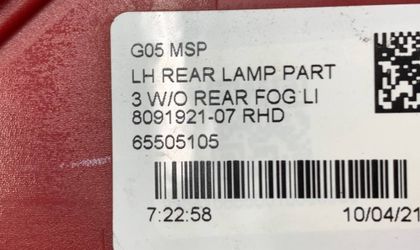 G05 MSP
LH REAR LAMP PART
3 W/O REAR FOG LI
8091921-07 RHD
65505105
7:22:58 10/04/21